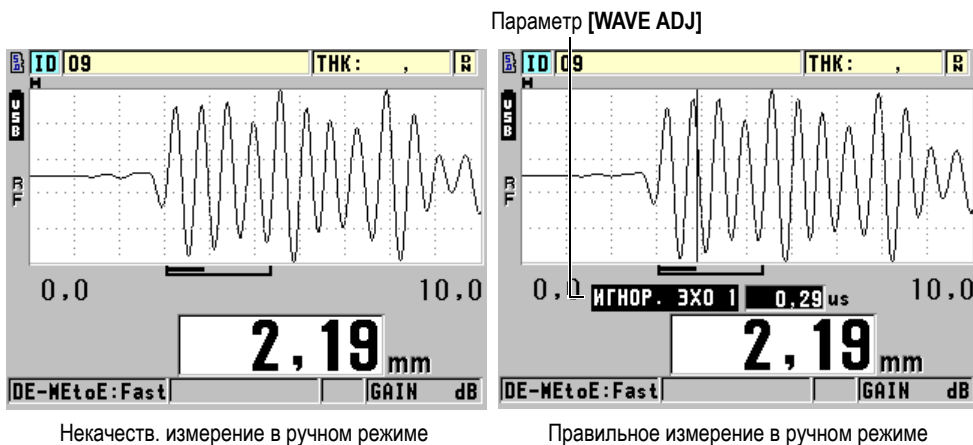 Параметр [WAVE ADJ]
ID 09 THK: ,
USB
RF
0,0 10,0
2,19 mm
DE-MEtoE:Fast GAIN dB
ID 09 THK: ,
USB
RF
0,0 10,0
ИГНОР. ЭХО 1 0,29 us
2,19 mm
DE-MEtoE:Fast GAIN dB
Некачеств. измерение в ручном режиме
Правильное измерение в ручном режиме